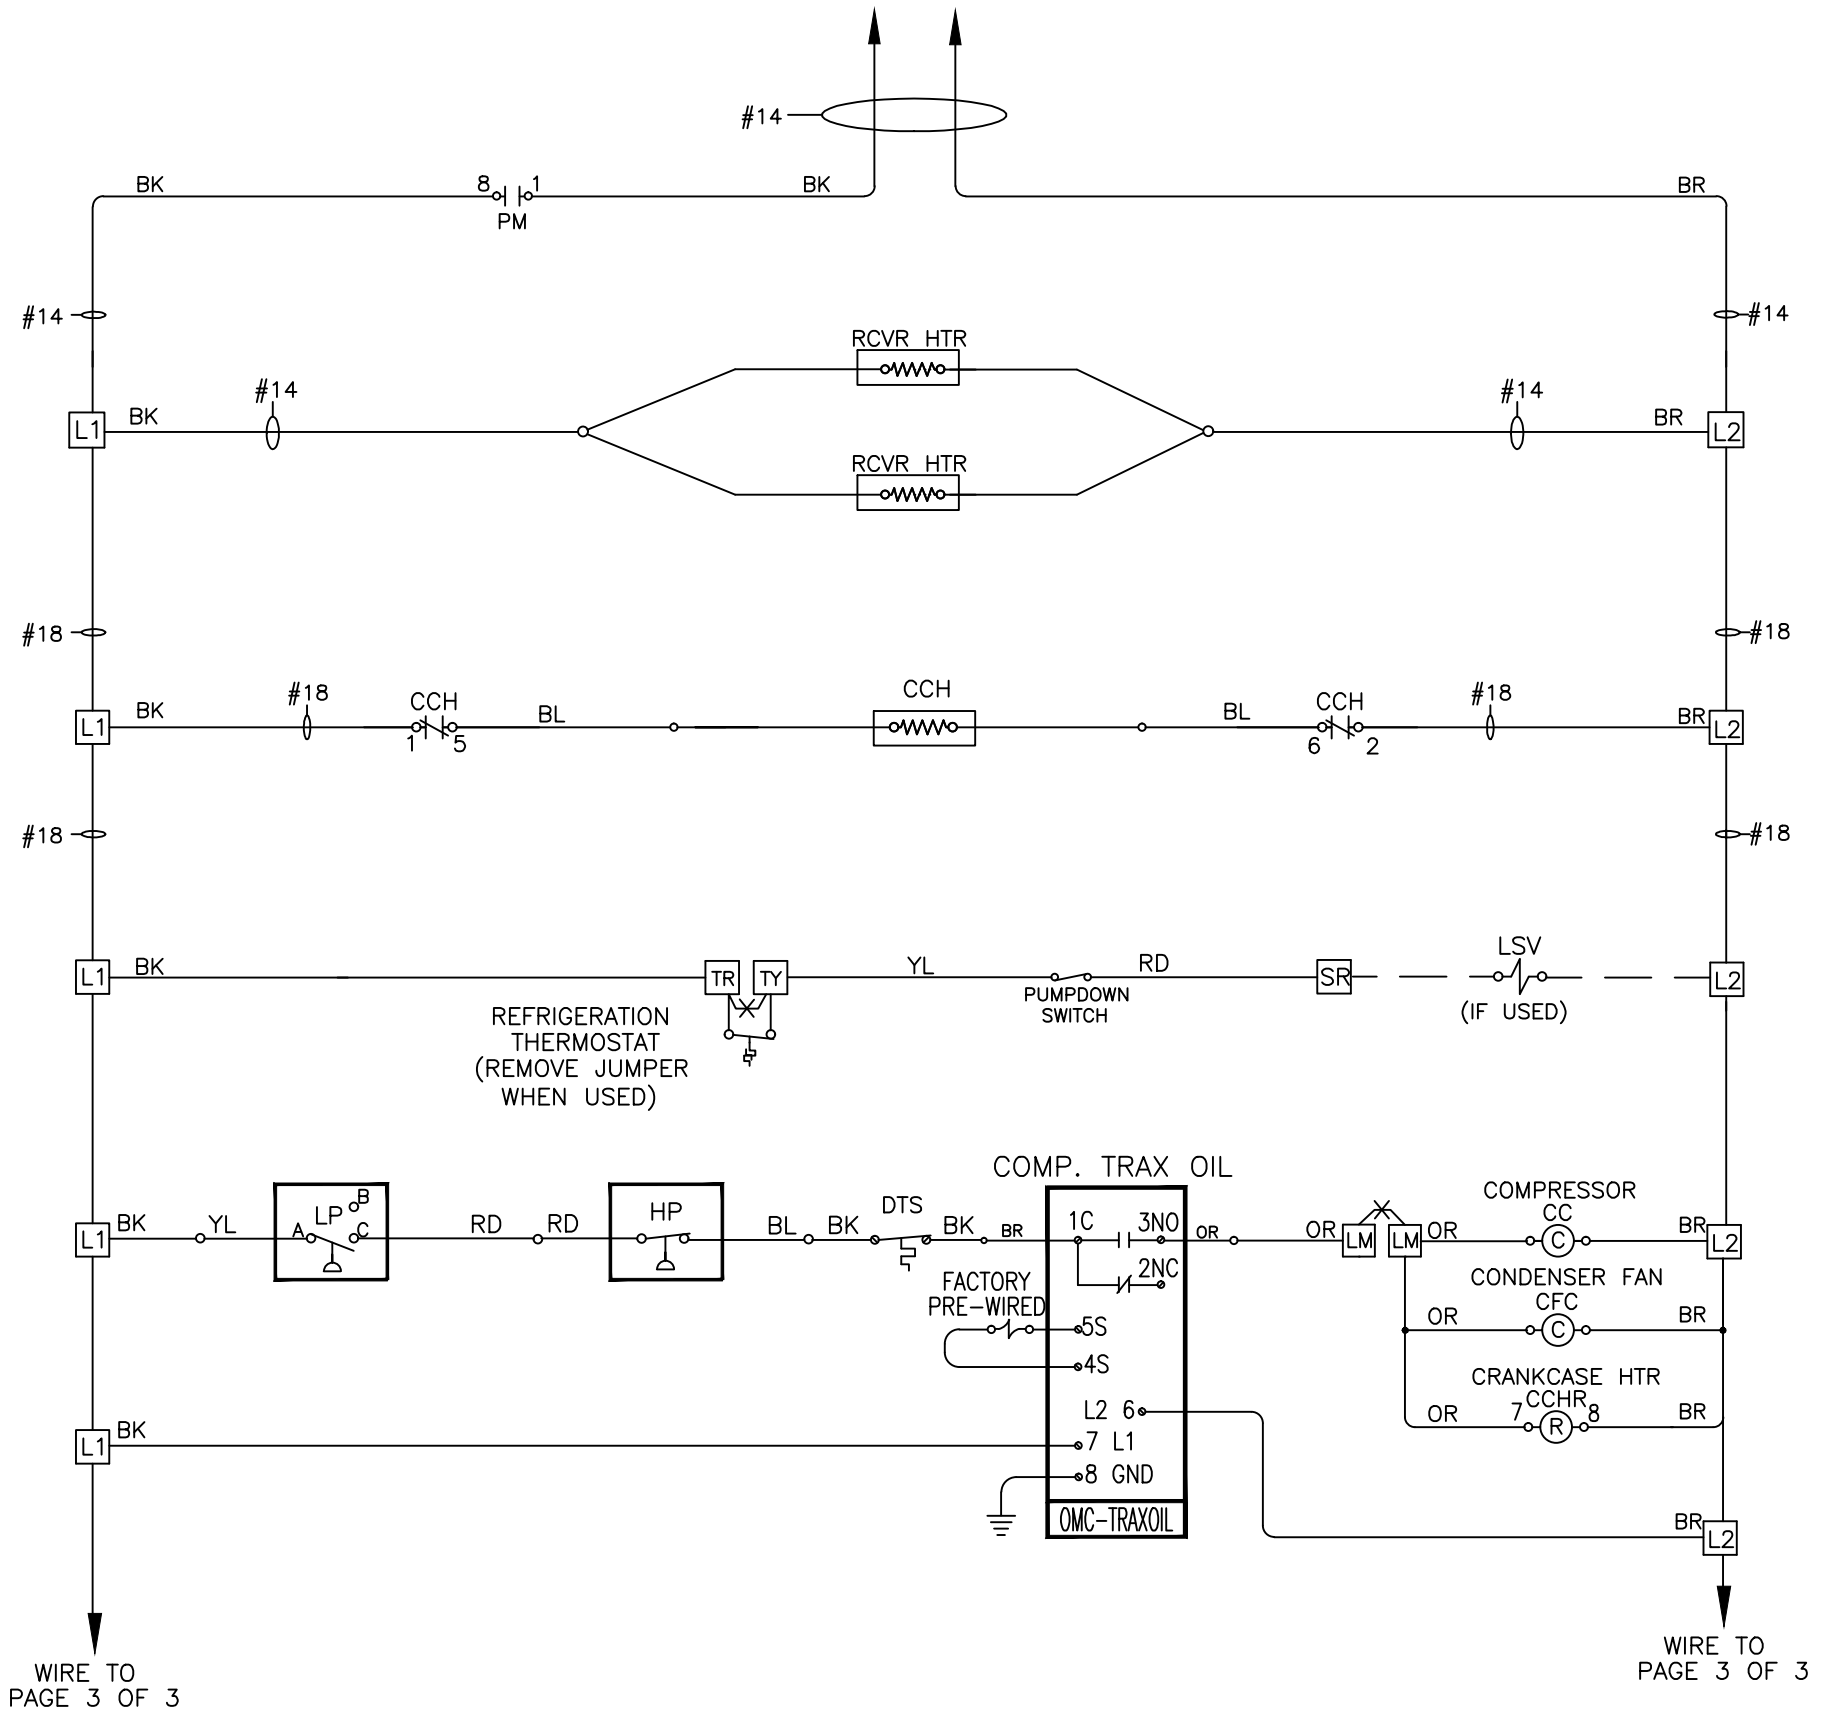 #14
BK
8
1
PM
BK
BR
#14
#14
RCVR HTR
#14
#14
L1
BK
BR
L2
RCVR HTR
#18
#18
BK
#18
CCH
BL
CCH
BL
CCH
#18
BR
L1
1
5
6
2
L2
#18
#18
L1
BK
TR
TY
YL
RD
SR
LSV
L2
PUMPDOWN
SWITCH
(IF USED)
REFRIGERATION
THERMOSTAT
(REMOVE JUMPER
WHEN USED)
COMP. TRAX OIL
L1
BK
YL
A
LP
B
C
RD
RD
HP
BL
BK
DTS
BK
BR
1C
3NO
OR
OR
LM
LM
OR
COMPRESSOR
CC
C
BR
L2
2NC
FACTORY
PRE-WIRED
5S
4S
CONDENSER FAN
CFC
OR
C
BR
CRANKCASE HTR
CCHR
OR
7
R
8
BR
L2 6
L1
BK
7 L1
8 GND
OMC-TRAXOIL
BR
L2
WIRE TO
PAGE 3 OF 3
WIRE TO
PAGE 3 OF 3